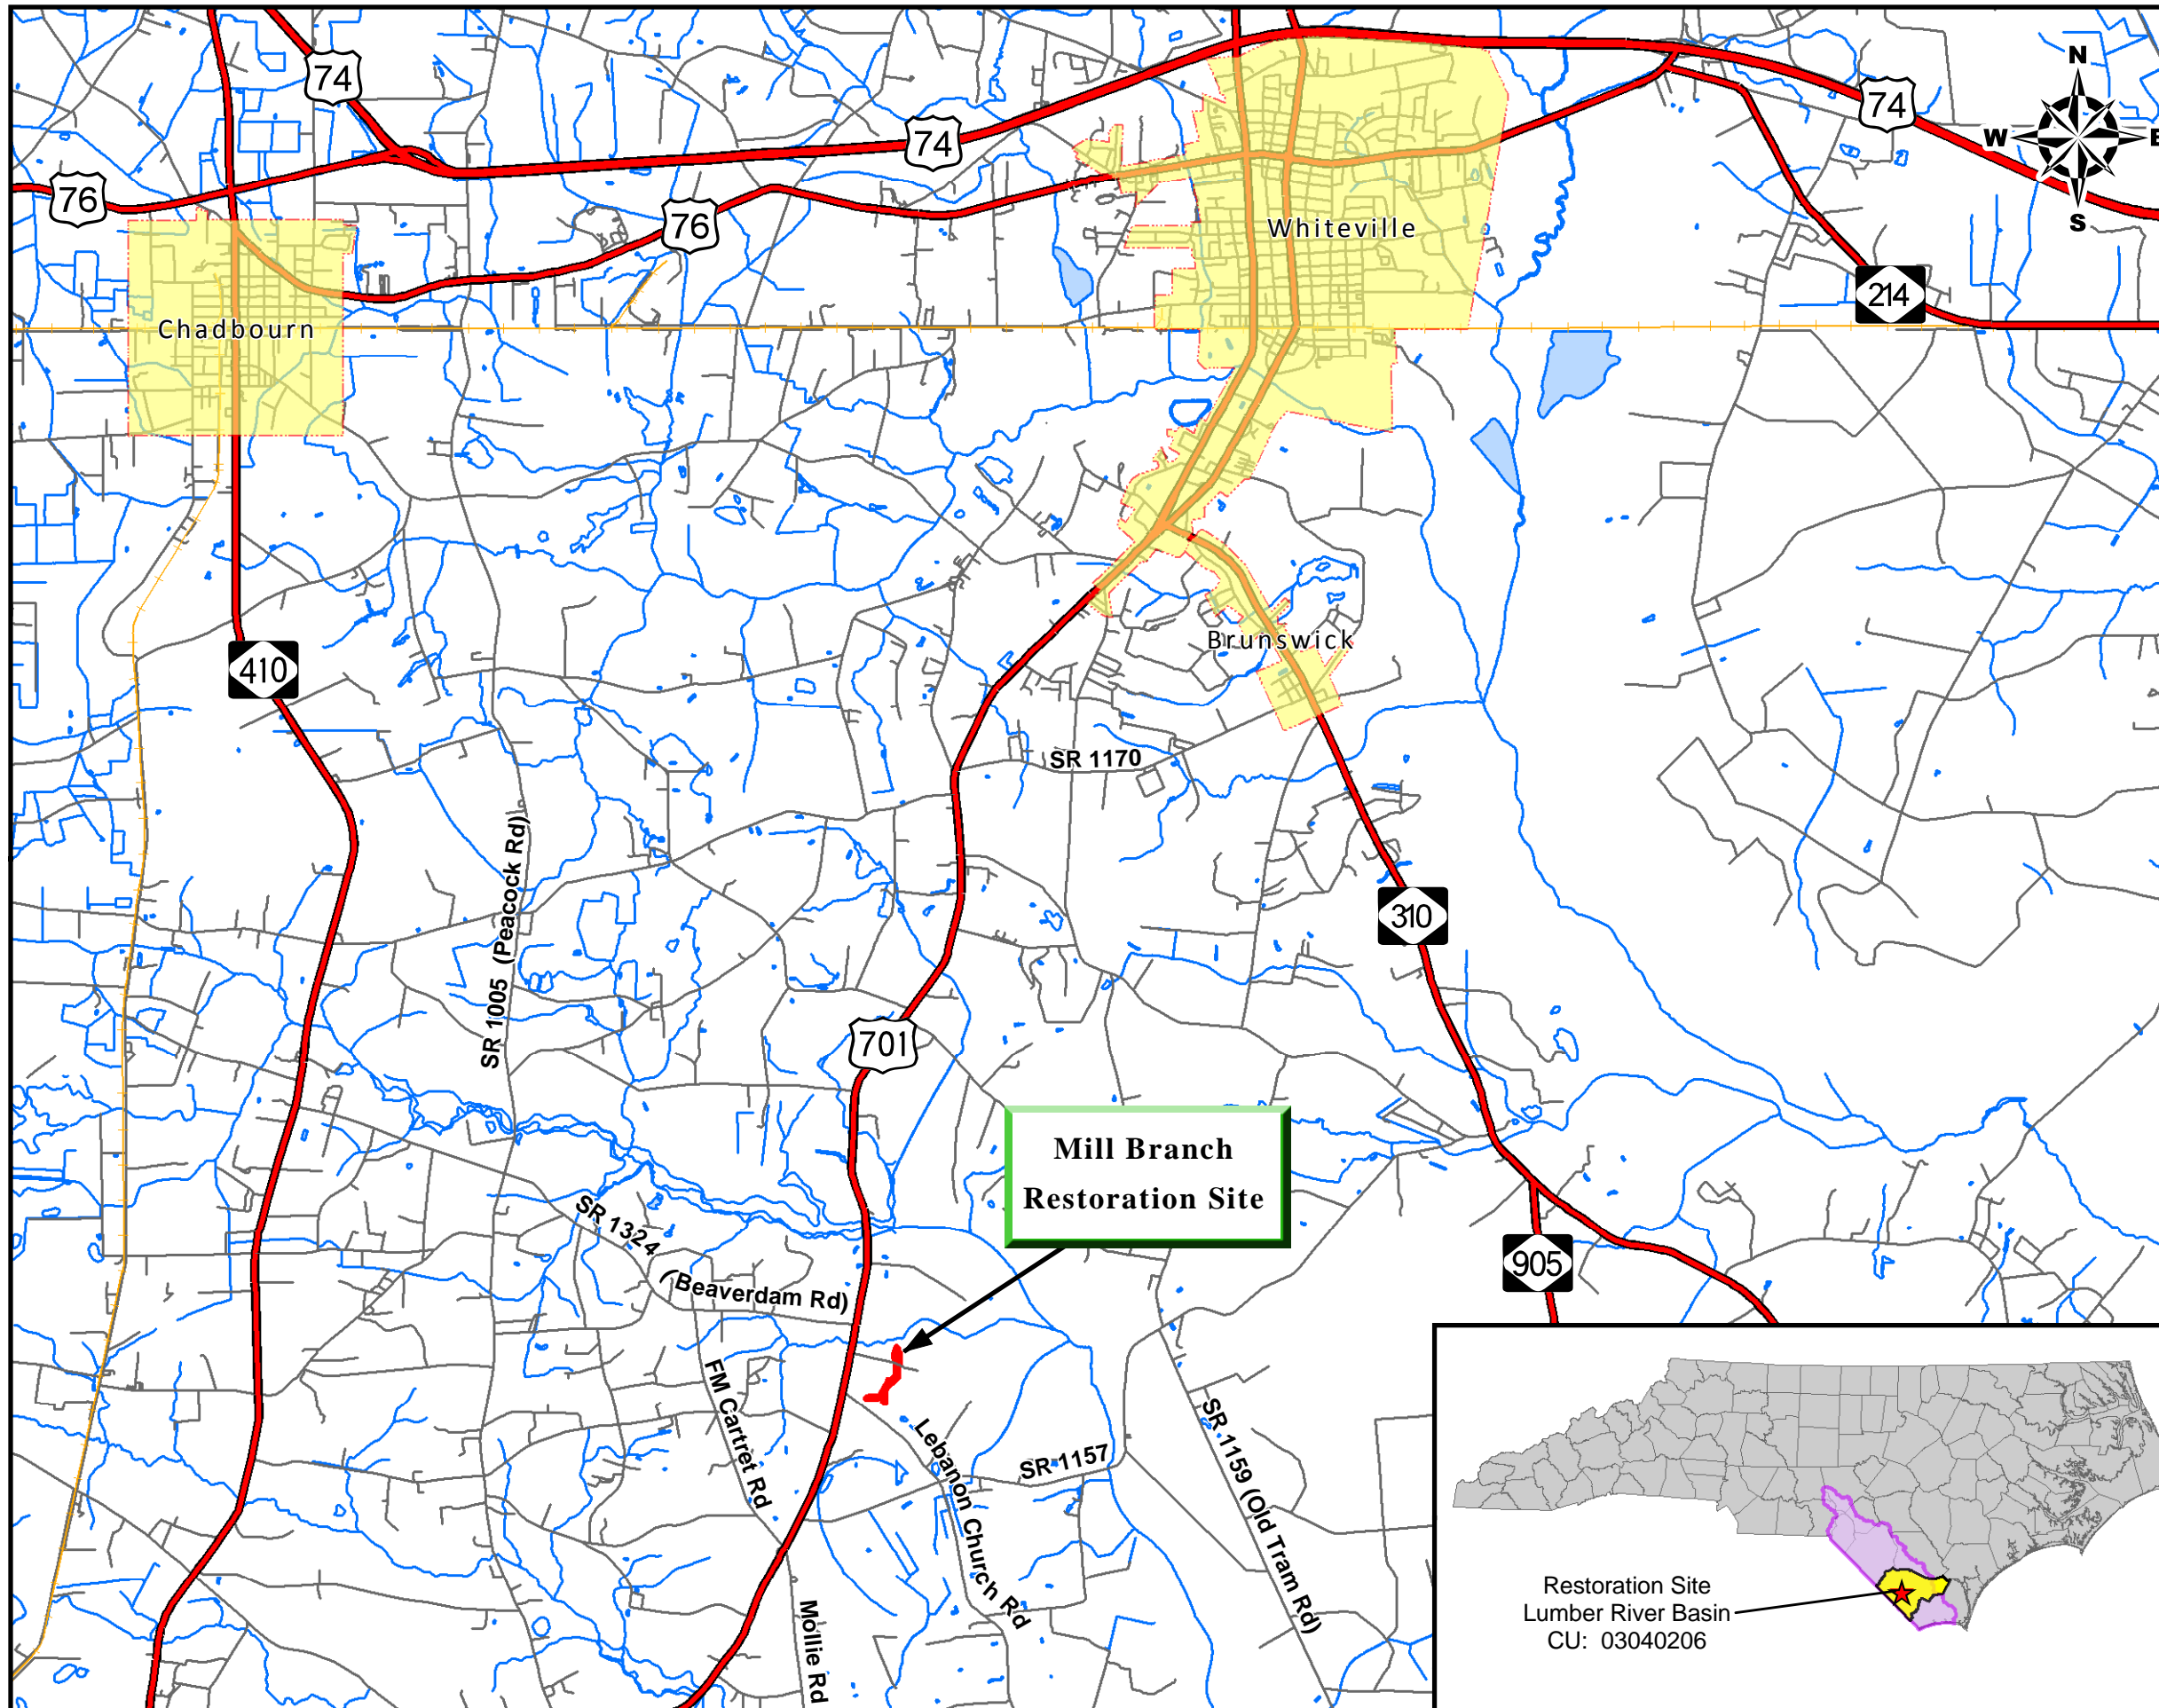 74
N
74
74
W
E
S
76
76
Whiteville
214
Chadbourn
Brunswick
410
SR 1170
SR 1005 (Peacock Rd)
310
701
Mill Branch
Restoration Site
SR 1324
(Beaverdam Rd)
905
FM Cartret Rd
Lebanon Church Rd
SR 1157
SR 1159 (Old Tram Rd)
Mollie Rd
Restoration Site
Lumber River Basin
CU: 03040206